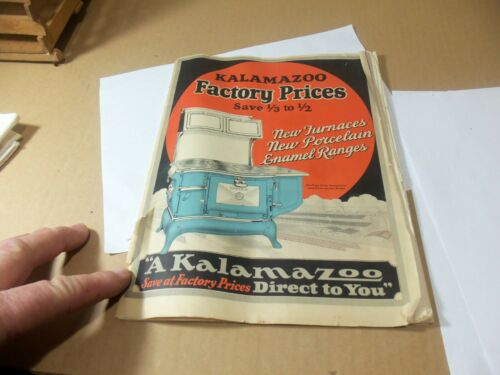 KALAMAZOO
Factory Prices
Save 1/3 to 1/2
New Furnaces
New Porcelain
Enamel Ranges
"A Kalamazoo
Save at Factory Prices Direct to You"